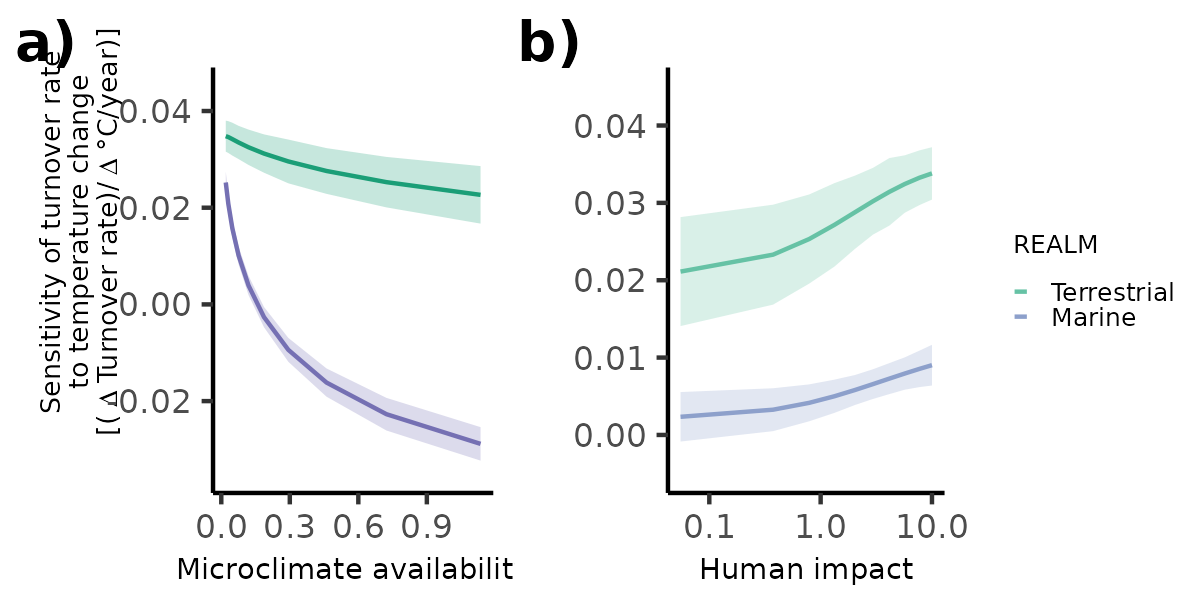 a)
Sensitivity of turnover rate
to temperature change
[( Δ Turnover rate)/ Δ °C/year)]
0.04
0.02
0.00
0.02
0.0 0.3 0.6 0.9
Microclimate availabilit
b)
0.04
0.03
0.02
0.01
0.00
0.1 1.0 10.0
Human impact
REALM
Terrestrial
Marine